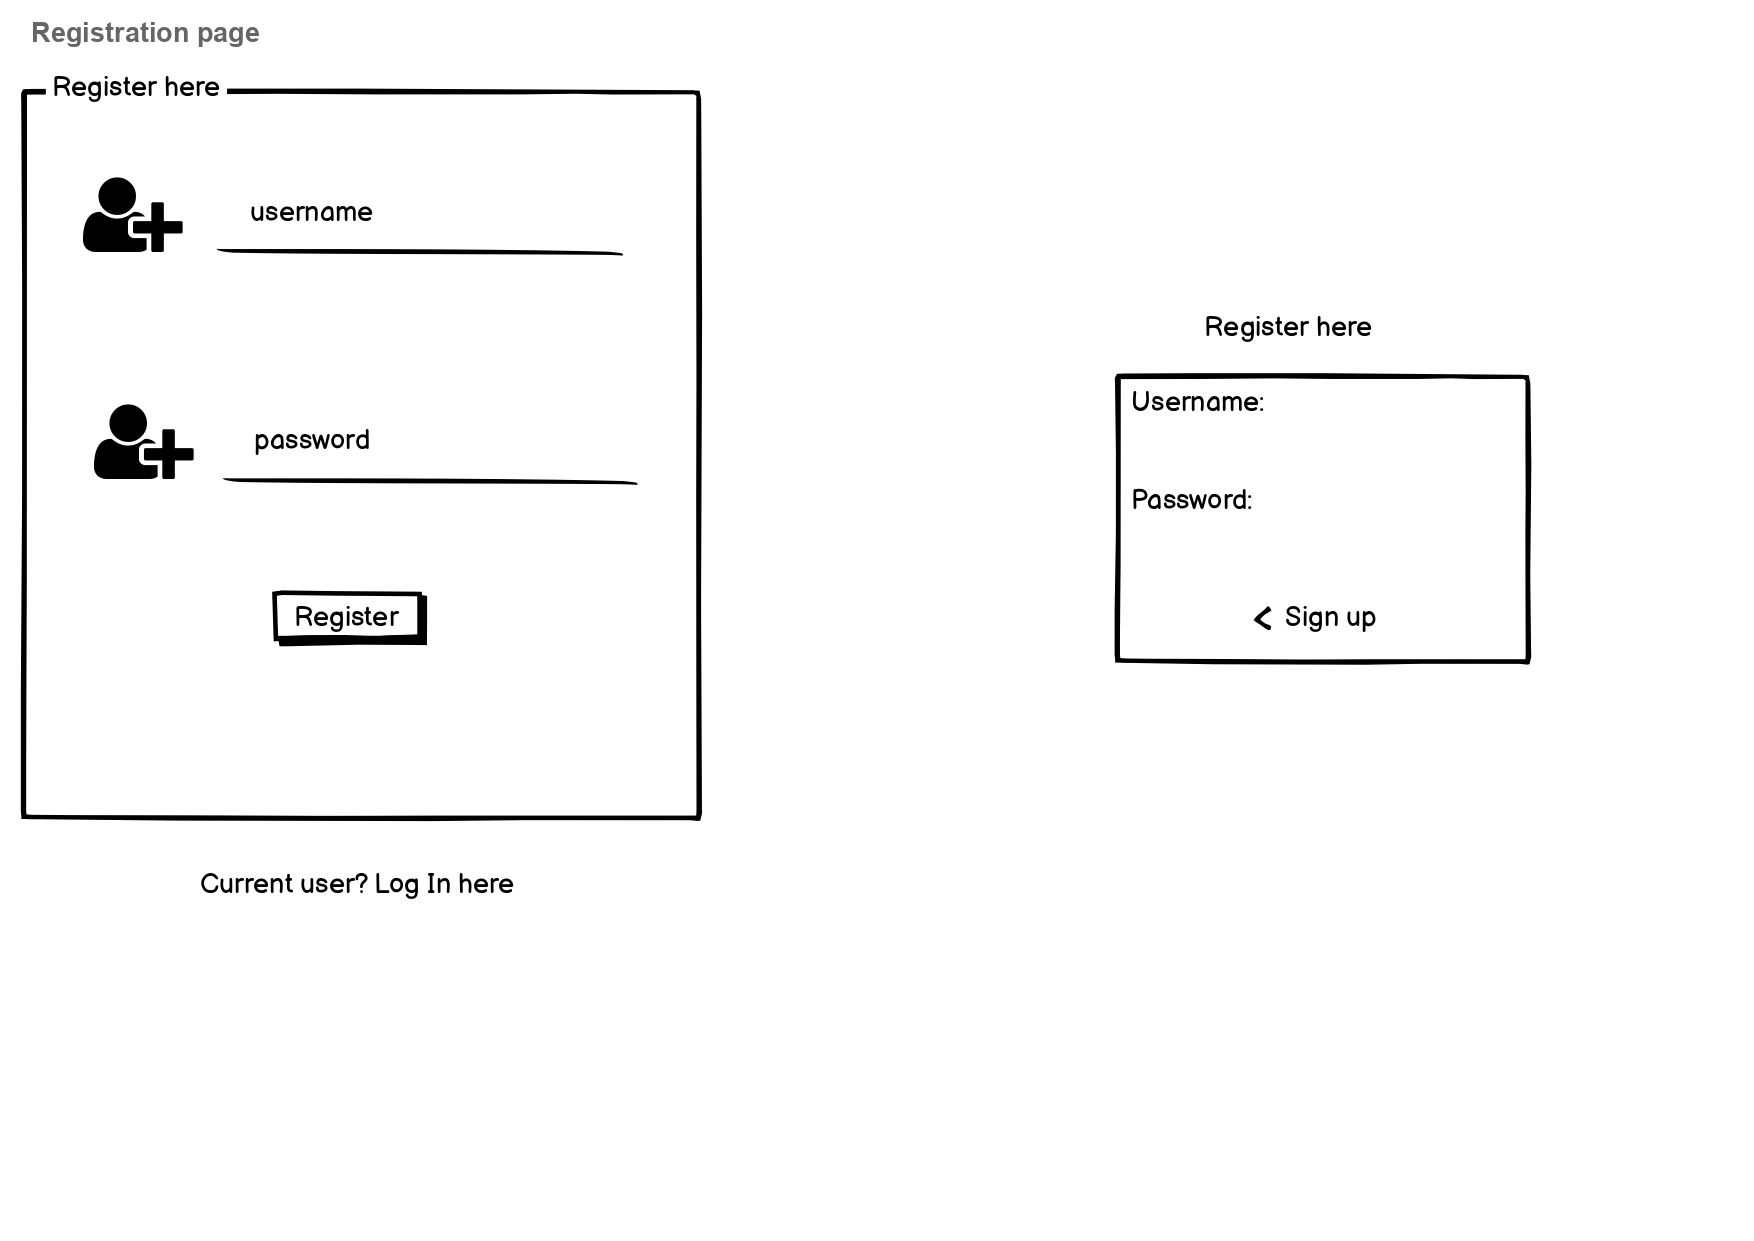 Registration page
Register here
username
password
Register
Current user? Log In here
Register here
Username:
Password:
Sign up